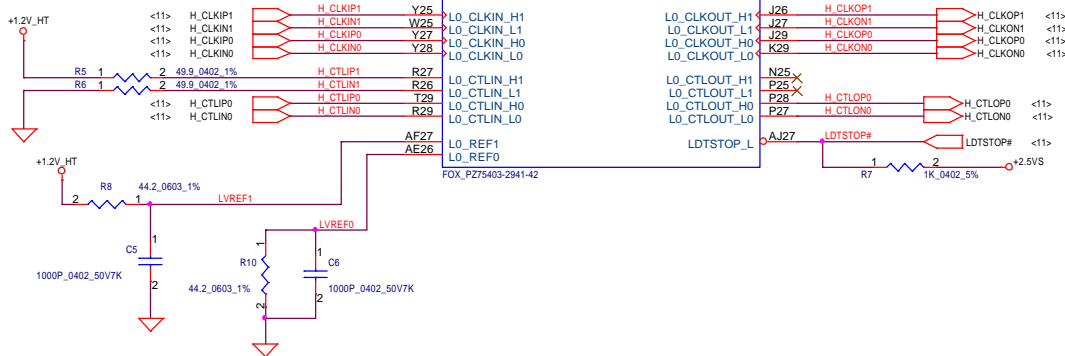 <11> H_CLKIP1 H_CLKIP1 Y25 L0_CLKIN_H1 L0_CLKOUT_H1 J26 H_CLKOP1 H_CLKOP1 <11>
+1.2V_HT <11> H_CLKIN1 H_CLKIN1 W25 L0_CLKIN_L1 L0_CLKOUT_L1 J27 H_CLKON1 H_CLKON1 <11>
<11> H_CLKIP0 H_CLKIP0 Y27 L0_CLKIN_H0 L0_CLKOUT_H0 J29 H_CLKOP0 H_CLKOP0 <11>
<11> H_CLKIN0 H_CLKIN0 Y28 L0_CLKIN_L0 L0_CLKOUT_L0 K29 H_CLKON0 H_CLKON0 <11>
R5 1 2 49.9_0402_1% H_CTLIP1 R27 L0_CTLIN_H1 L0_CTLOUT_H1 N25
R6 1 2 49.9_0402_1% H_CTLIN1 R26 L0_CTLIN_L1 L0_CTLOUT_L1 P25
<11> H_CTLIP0 H_CTLIP0 T29 L0_CTLIN_H0 L0_CTLOUT_H0 P28 H_CTLOP0 H_CTLOP0 <11>
<11> H_CTLIN0 H_CTLIN0 R29 L0_CTLIN_L0 L0_CTLOUT_L0 P27 H_CTLON0 H_CTLON0 <11>
AF27 L0_REF1 LDTSTOP_L AJ27 LDTSTOP# LDTSTOP# <11>
AE26 L0_REF0
+1.2V_HT
FOX_PZ75403-2941-42
1 2 +2.5VS
R7 1K_0402_5%
R8 44.2_0603_1%
2 1 LVREF1
LVREF0
1
C5
1000P_0402_50V7K
2
1
R10
44.2_0603_1%
2
1
C6
1000P_0402_50V7K
2